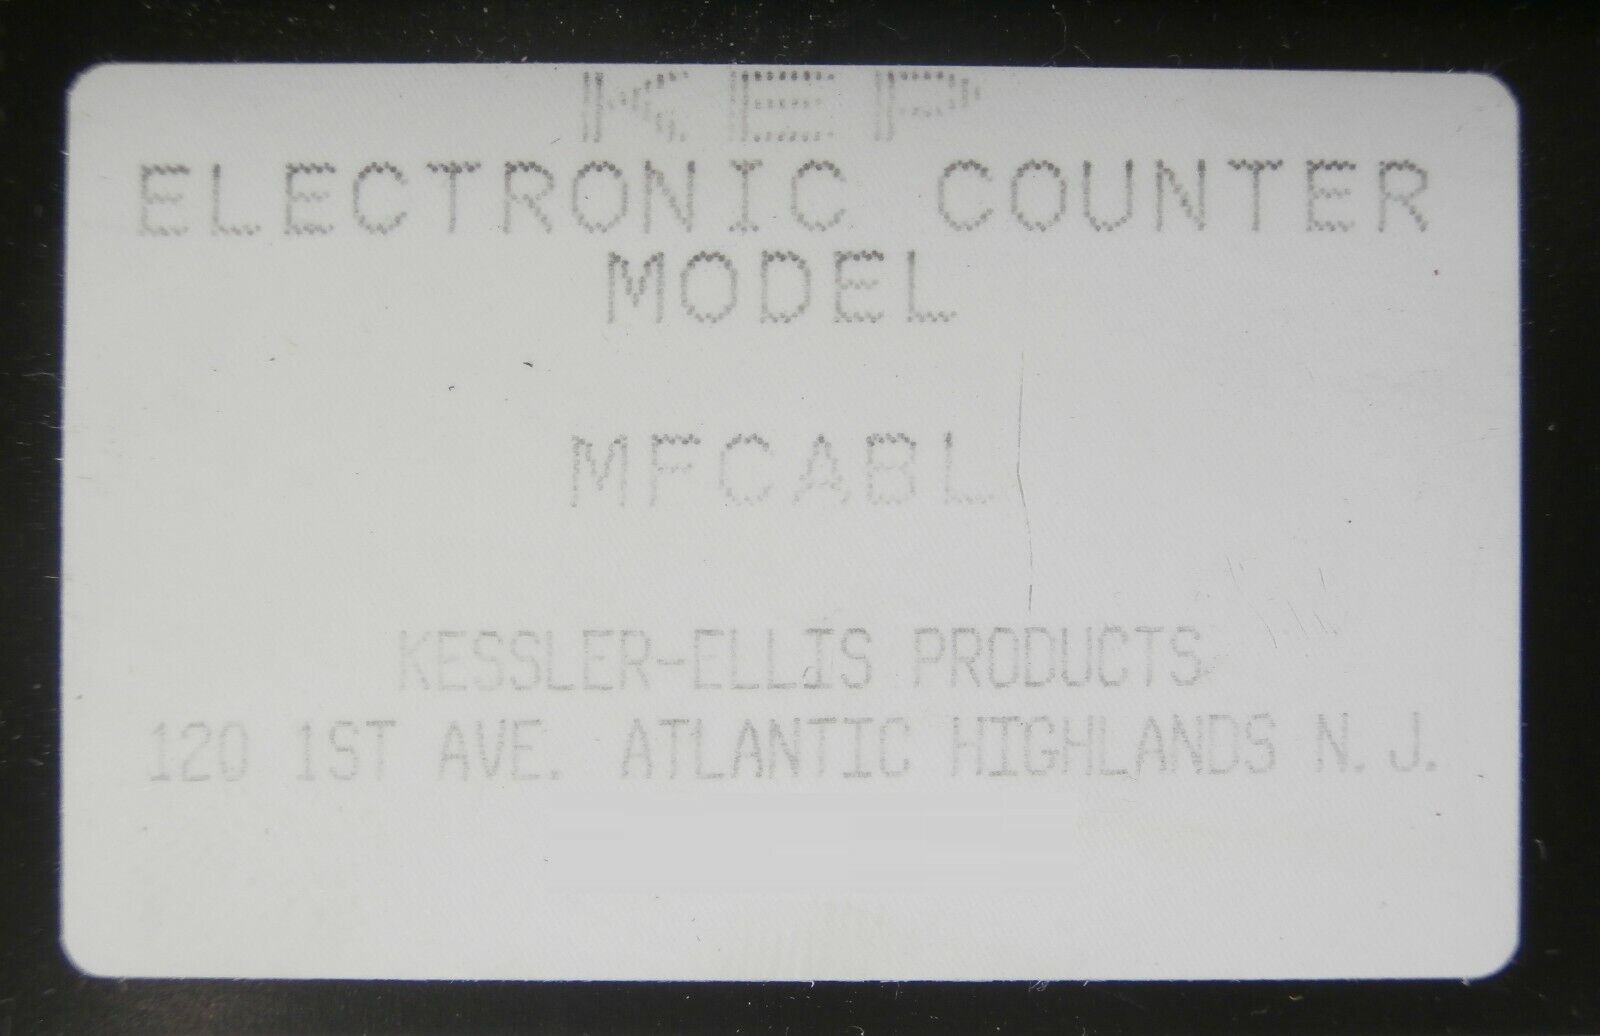 KEP
ELECTRONIC COUNTER
MODEL
MFCABL
KESSLER-ELLIS PRODUCTS
120 1ST AVE. ATLANTIC HIGHLANDS N.J.